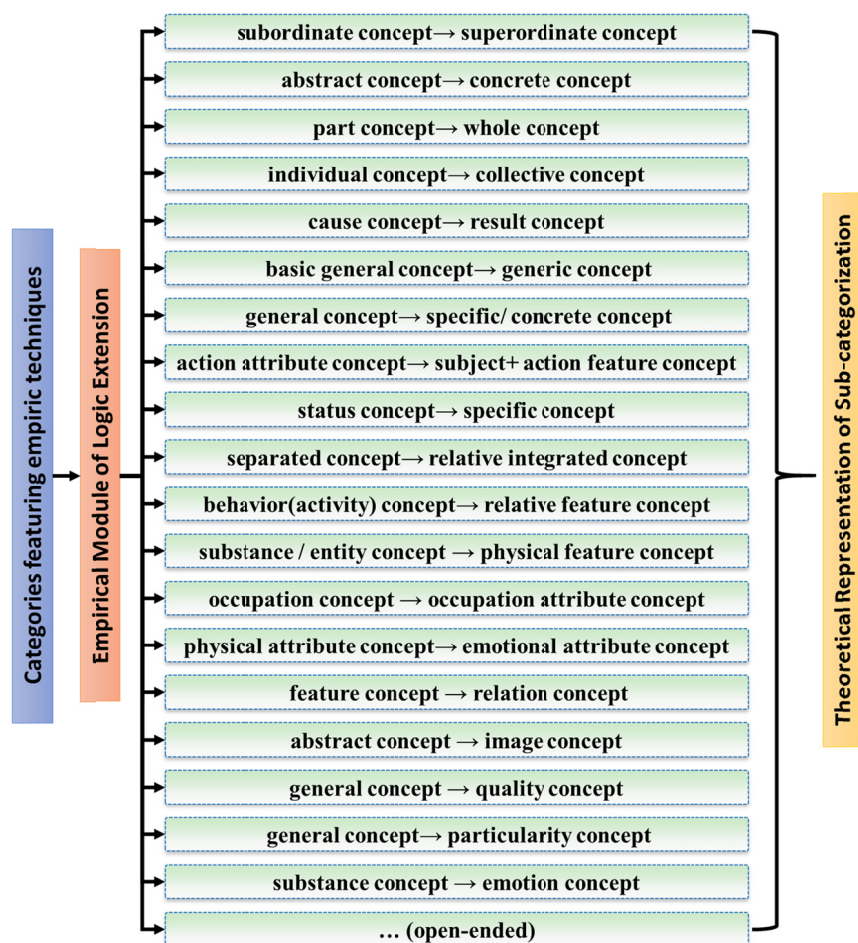 Categories featuring empiric techniques
Empirical Module of Logic Extension
subordinate concept→ superordinate concept
abstract concept→ concrete concept
part concept→ whole concept
individual concept→ collective concept
cause concept→ result concept
basic general concept→ generic concept
general concept→ specific/ concrete concept
action attribute concept→ subject+ action feature concept
status concept→ specific concept
separated concept→ relative integrated concept
behavior(activity) concept→ relative feature concept
substance / entity concept → physical feature concept
occupation concept → occupation attribute concept
physical attribute concept→ emotional attribute concept
feature concept → relation concept
abstract concept → image concept
general concept → quality concept
general concept→ particularity concept
substance concept → emotion concept
… (open-ended)
Theoretical Representation of Sub-categorization